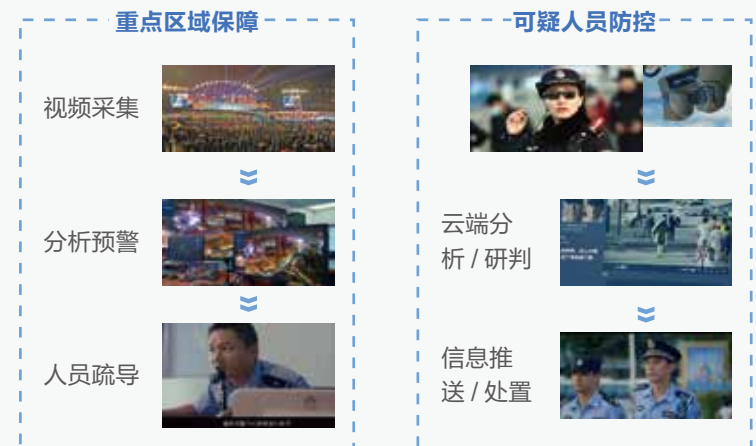 重点区域保障
视频采集
分析预警
人员疏导
可疑人员防控
云端分
析 / 研判
信息推
送 / 处置